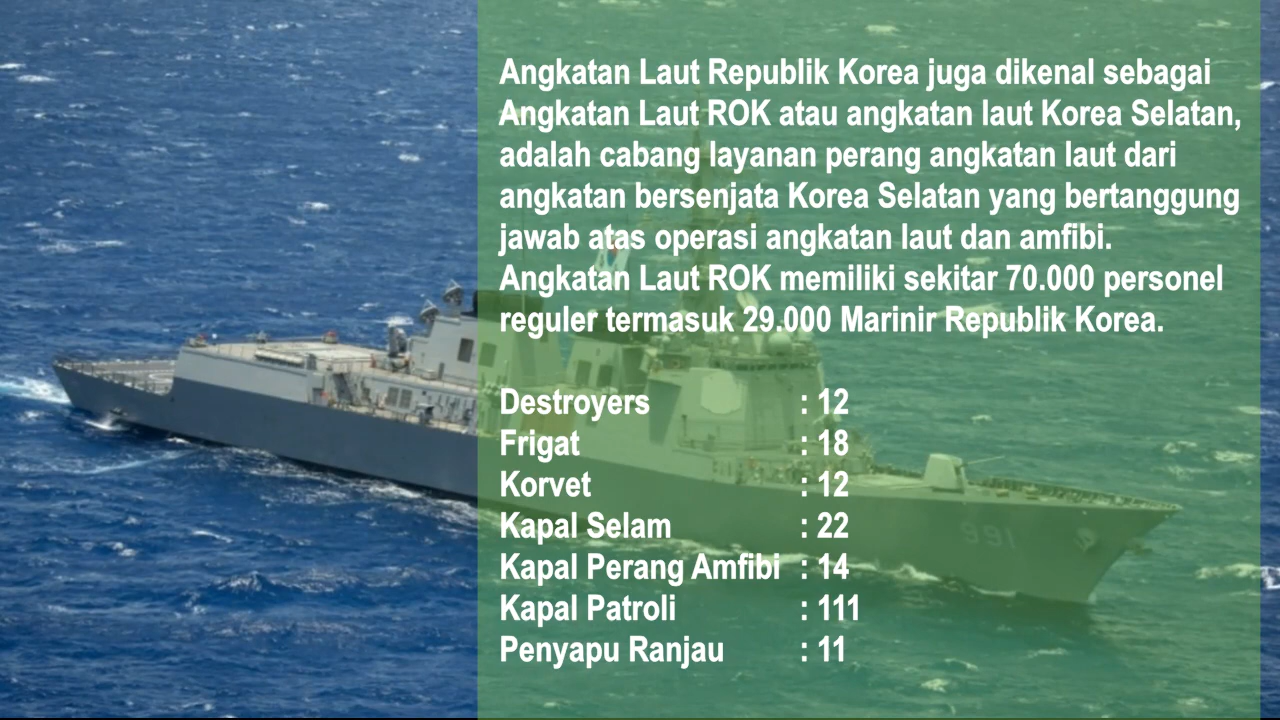 Angkatan Laut Republik Korea juga dikenal sebagai
Angkatan Laut ROK atau angkatan laut Korea Selatan,
adalah cabang layanan perang angkatan laut dari
angkatan bersenjata Korea Selatan yang bertanggung
jawab atas operasi angkatan laut dan amfibi.
Angkatan Laut ROK memiliki sekitar 70.000 personel
reguler termasuk 29.000 Marinir Republik Korea.
Destroyers : 12
Frigat : 18
Korvet : 12
Kapal Selam : 22
Kapal Perang Amfibi : 14
Kapal Patroli : 111
Penyapu Ranjau : 11
991